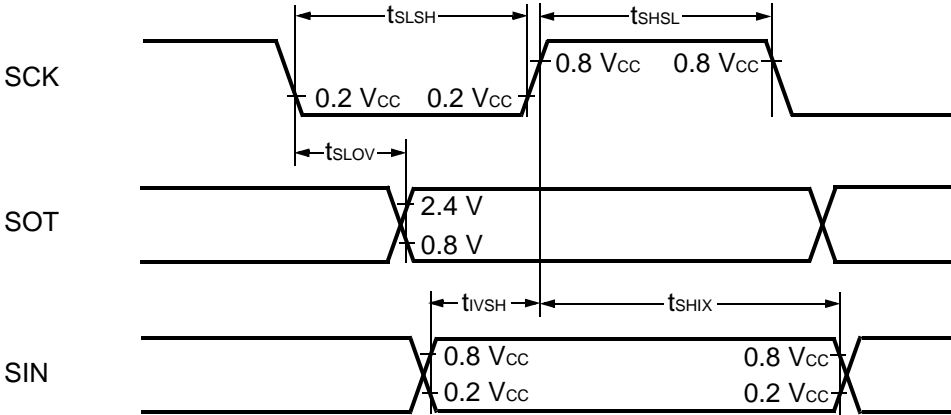 tSLSH tSHSL
SCK
0.8 VCC 0.8 VCC
0.2 VCC 0.2 VCC
tSLOV
SOT
2.4 V
0.8 V
tIVSH tSHIX
SIN
0.8 VCC 0.8 VCC
0.2 VCC 0.2 VCC